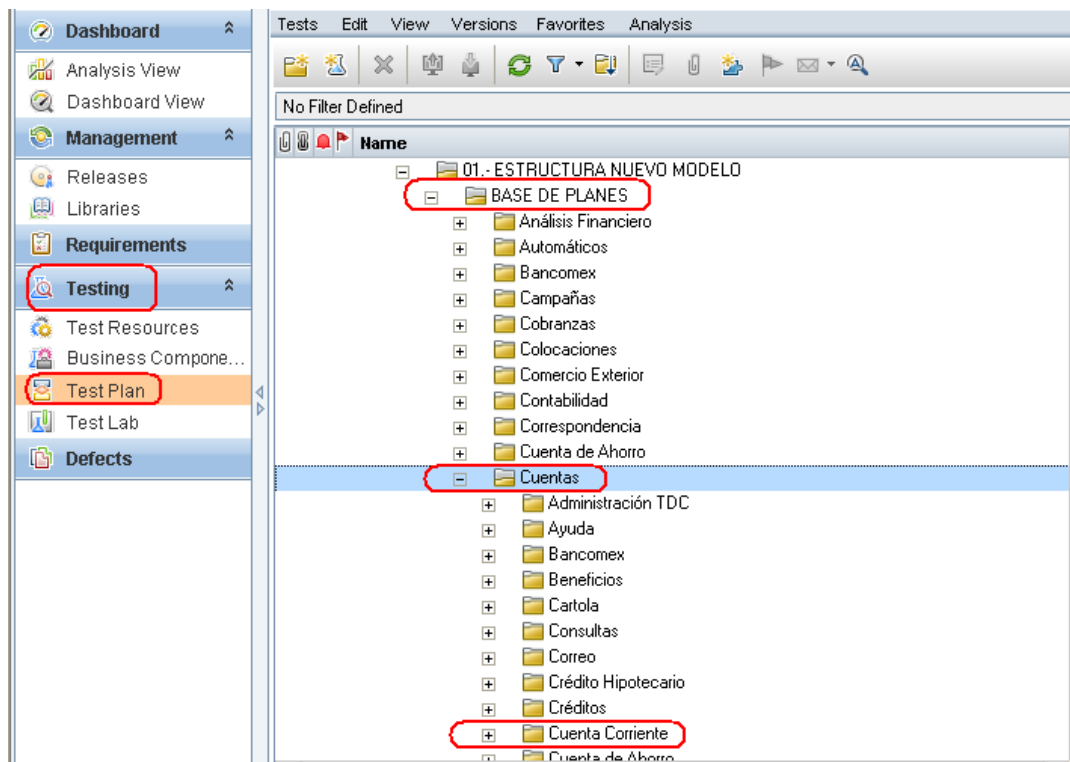 Dashboard
Analysis View
Dashboard View
Management
Releases
Libraries
Requirements
Testing
Test Resources
Business Compone...
Test Plan
Test Lab
Defects
Tests Edit View Versions Favorites Analysis
No Filter Defined
Name
01.- ESTRUCTURA NUEVO MODELO
BASE DE PLANES
Análisis Financiero
Automáticos
Bancomex
Campañas
Cobranzas
Colocaciones
Comercio Exterior
Contabilidad
Correspondencia
Cuenta de Ahorro
Cuentas
Administración TDC
Ayuda
Bancomex
Beneficios
Cartola
Consultas
Correo
Crédito Hipotecario
Créditos
Cuenta Corriente
Cuenta de Ahorro